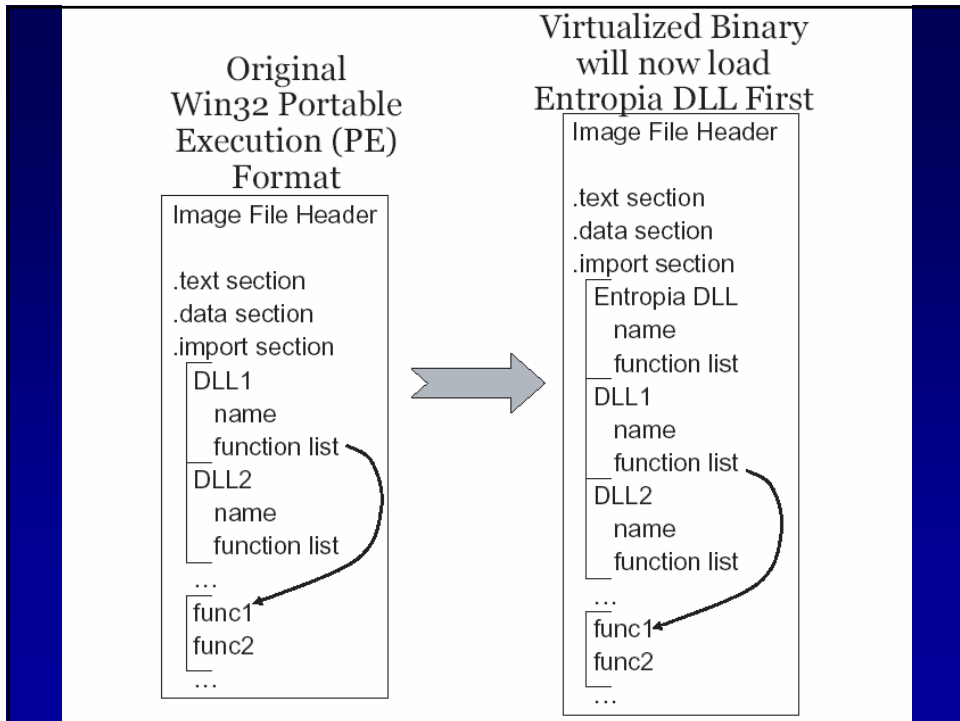 Original
Win32 Portable
Execution (PE)
Format
Image File Header
.text section
.data section
.import section
DLL1
name
function list
DLL2
name
function list
...
func1
func2
...
Virtualized Binary
will now load
Entropia DLL First
Image File Header
.text section
.data section
.import section
Entropia DLL
name
function list
DLL1
name
function list
DLL2
name
function list
...
func1
func2
...